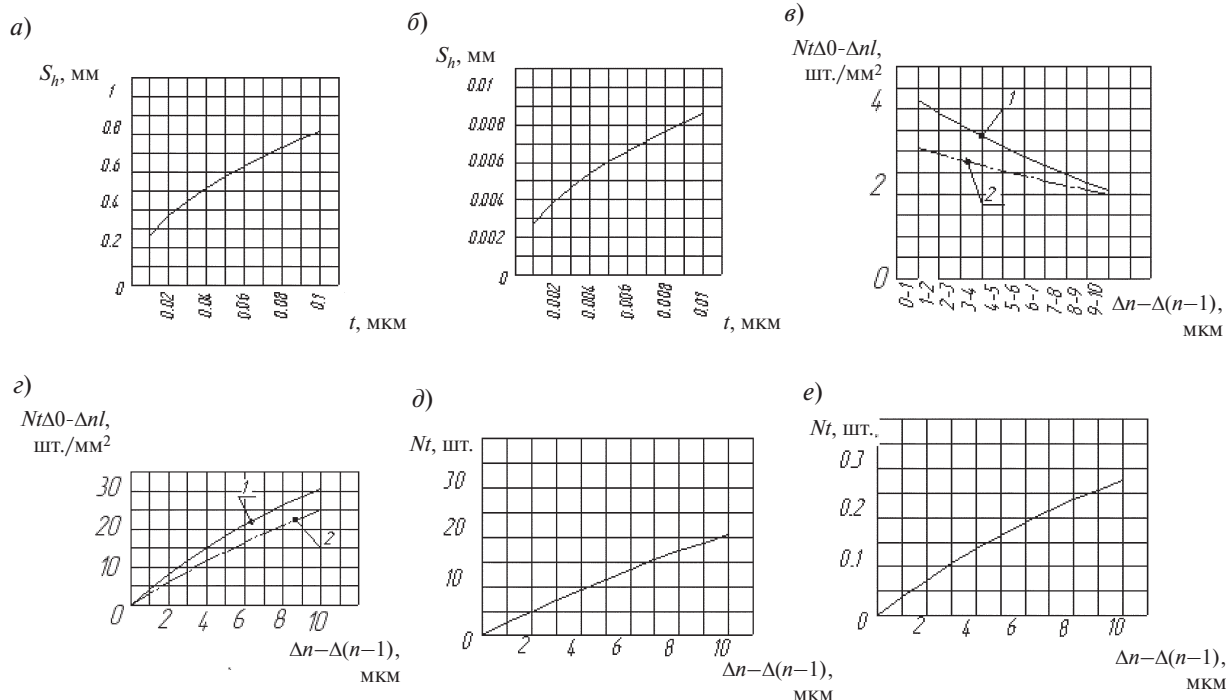 а)
S_h, мм
1
0.8
0.6
0.4
0.2
0
0.02
0.04
0.06
0.08
0.1
t, мкм
б)
S_h, мм
0.01
0.008
0.006
0.004
0.002
0
0.002
0.004
0.006
0.008
0.01
t, мкм
в)
NtΔ0-Δnl,
шт./мм²
4
2
0
1
2
0-1
1-2
2-3
3-4
4-5
5-6
6-7
7-8
8-9
9-10
Δn–Δ(n–1),
мкм
г)
NtΔ0-Δnl,
шт./мм²
30
20
10
0
1
2
2 4 6 8 10
Δn–Δ(n–1),
мкм
д)
Nt, шт.
30
20
10
0
2 4 6 8 10
Δn–Δ(n–1),
мкм
е)
Nt, шт.
0.3
0.2
0.1
0
2 4 6 8 10
Δn–Δ(n–1),
мкм